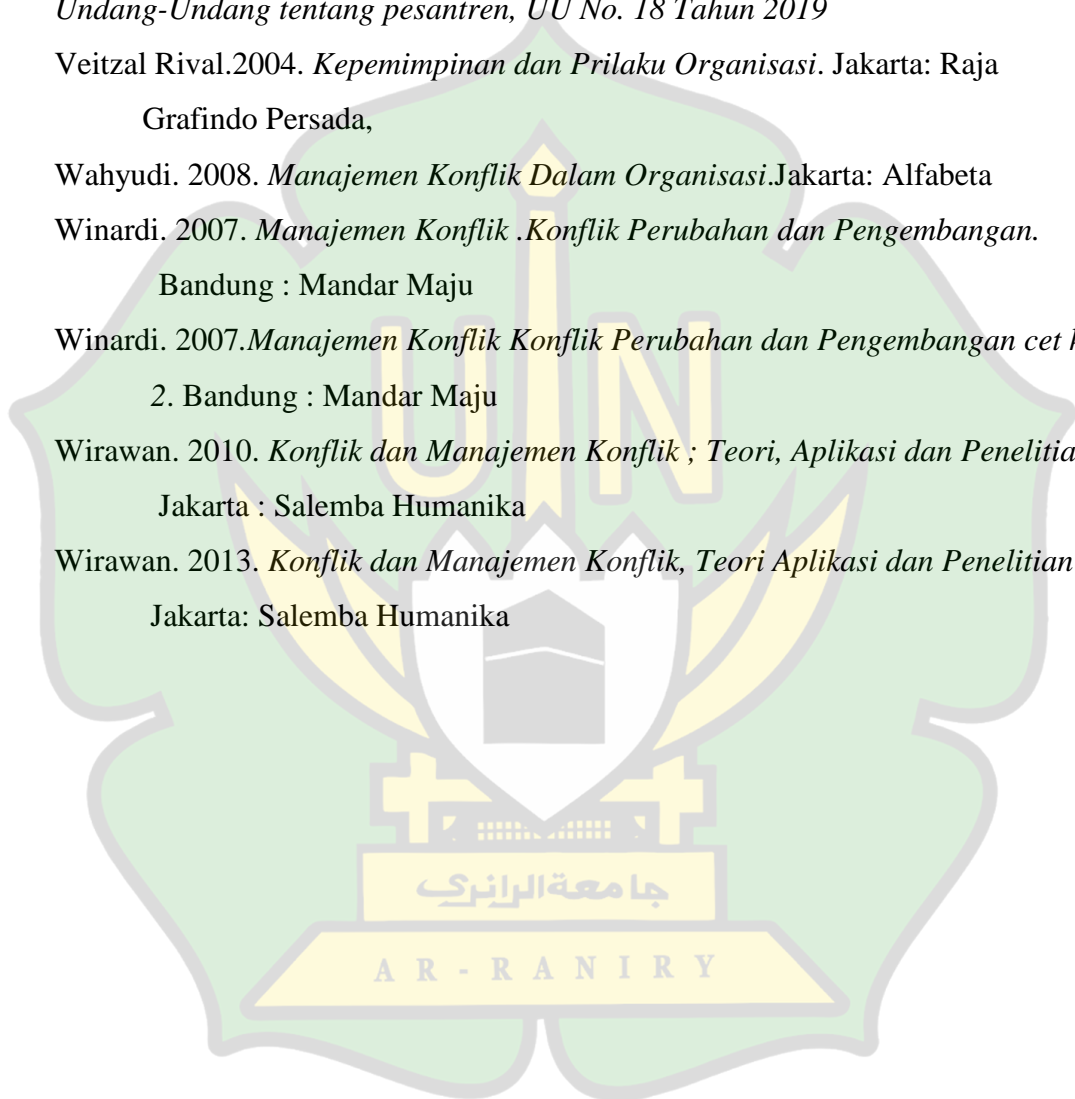 Undang-Undang tentang pesantren, UU No. 18 Tahun 2019
Veitzal Rival.2004. Kepemimpinan dan Prilaku Organisasi. Jakarta: Raja
Grafindo Persada,
Wahyudi. 2008. Manajemen Konflik Dalam Organisasi.Jakarta: Alfabeta
Winardi. 2007. Manajemen Konflik .Konflik Perubahan dan Pengembangan.
Bandung : Mandar Maju
Winardi. 2007.Manajemen Konflik Konflik Perubahan dan Pengembangan cet
2. Bandung : Mandar Maju
Wirawan. 2010. Konflik dan Manajemen Konflik ; Teori, Aplikasi dan
Jakarta : Salemba Humanika
Wirawan. 2013. Konflik dan Manajemen Konflik, Teori Aplikasi dan Penelitian
Jakarta: Salemba Humanika
UIN
جامعة الرانري
AR-RANIRY